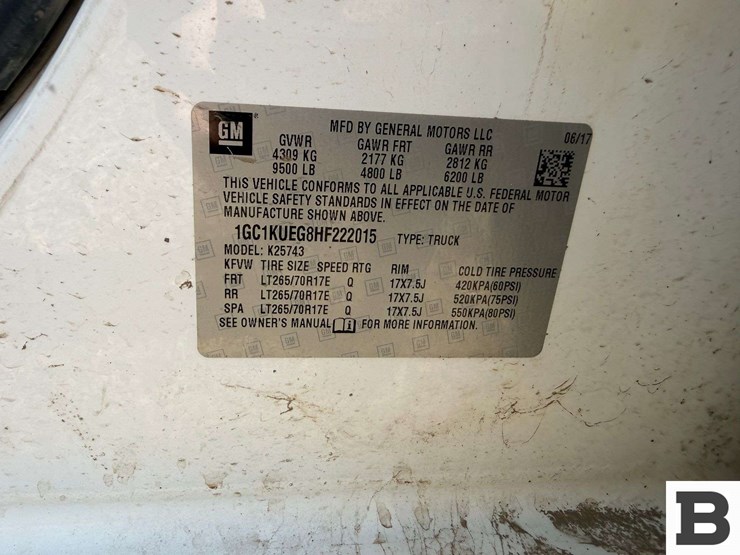 GM
MFD BY GENERAL MOTORS LLC
06/17
GVWR GAWR FRT GAWR RR
4309 KG 2177 KG 2812 KG
9500 LB 4800 LB 6200 LB
THIS VEHICLE CONFORMS TO ALL APPLICABLE U.S. FEDERAL MOTOR
VEHICLE SAFETY STANDARDS IN EFFECT ON THE DATE OF
MANUFACTURE SHOWN ABOVE.
1GC1KUEG8HF222015 TYPE: TRUCK
MODEL: K25743
KFVW TIRE SIZE SPEED RTG RIM COLD TIRE PRESSURE
FRT LT265/70R17E Q 17X7.5J 420KPA(60PSI)
RR LT265/70R17E Q 17X7.5J 520KPA(75PSI)
SPA LT265/70R17E Q 17X7.5J 550KPA(80PSI)
SEE OWNER'S MANUAL FOR MORE INFORMATION.
B